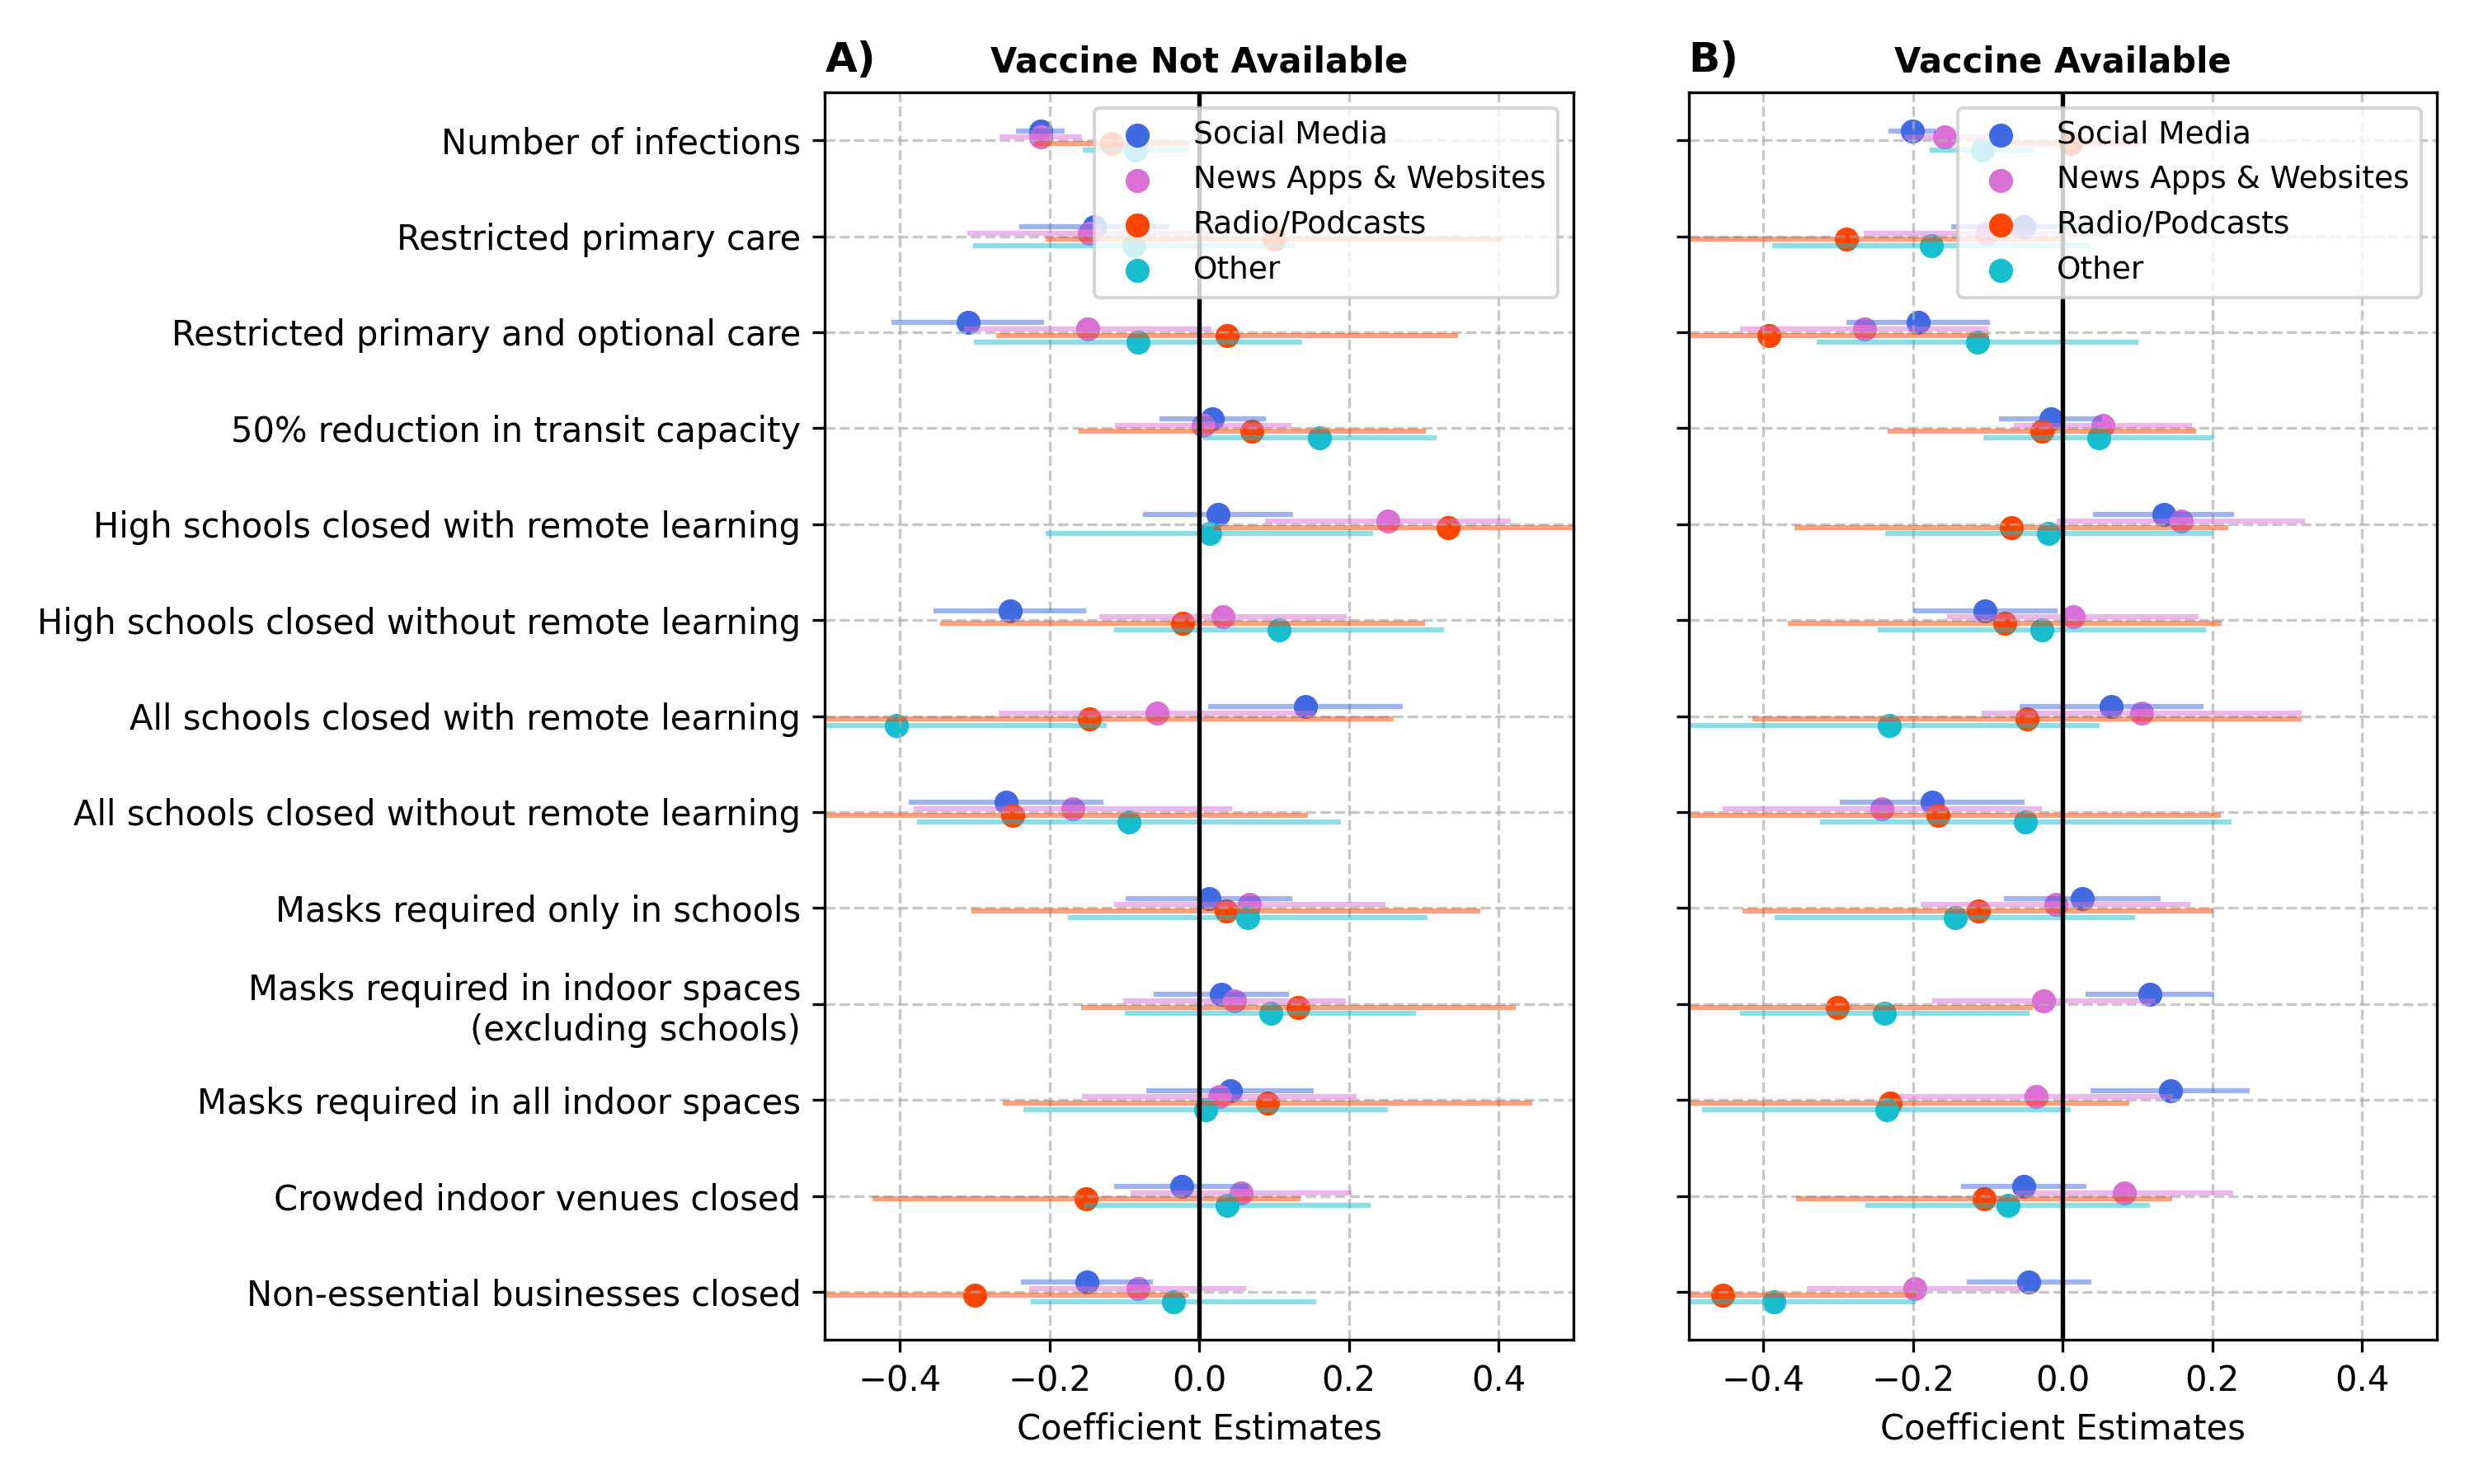 A) Vaccine Not Available
B) Vaccine Available
Number of infections
Restricted primary care
Restricted primary and optional care
50% reduction in transit capacity
High schools closed with remote learning
High schools closed without remote learning
All schools closed with remote learning
All schools closed without remote learning
Masks required only in schools
Masks required in indoor spaces
(excluding schools)
Masks required in all indoor spaces
Crowded indoor venues closed
Non-essential businesses closed
Social Media
News Apps & Websites
Radio/Podcasts
Other
Social Media
News Apps & Websites
Radio/Podcasts
Other
−0.4 −0.2 0.0 0.2 0.4
Coefficient Estimates
−0.4 −0.2 0.0 0.2 0.4
Coefficient Estimates